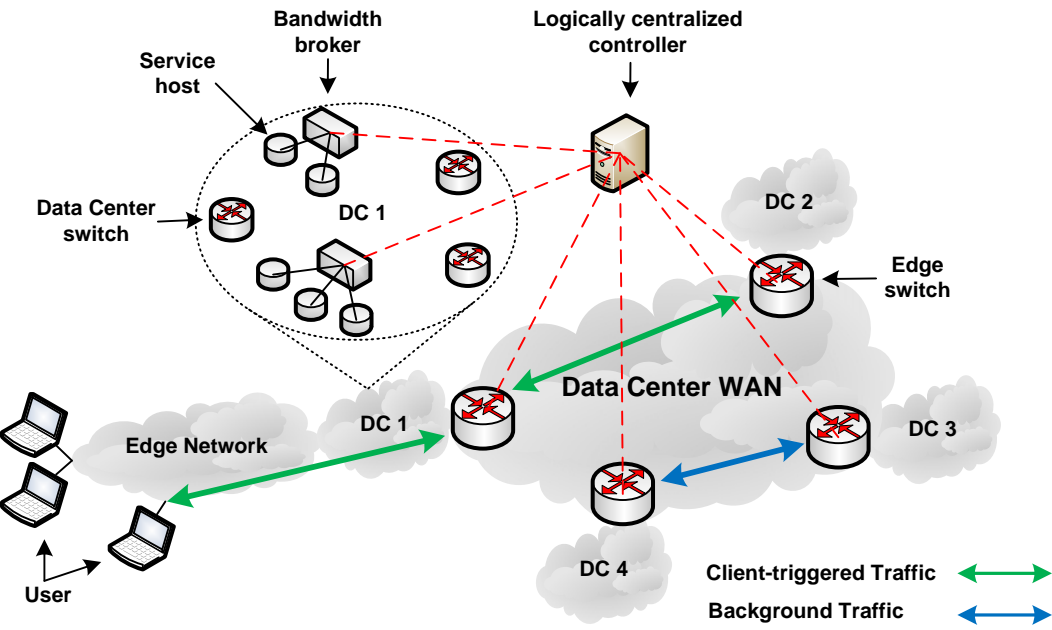 Bandwidth
broker
Logically centralized
controller
Service
host
DC 1
Data Center
switch
DC 2
Edge
switch
Data Center WAN
DC 1
Edge Network
DC 3
DC 4
User
Client-triggered Traffic
Background Traffic